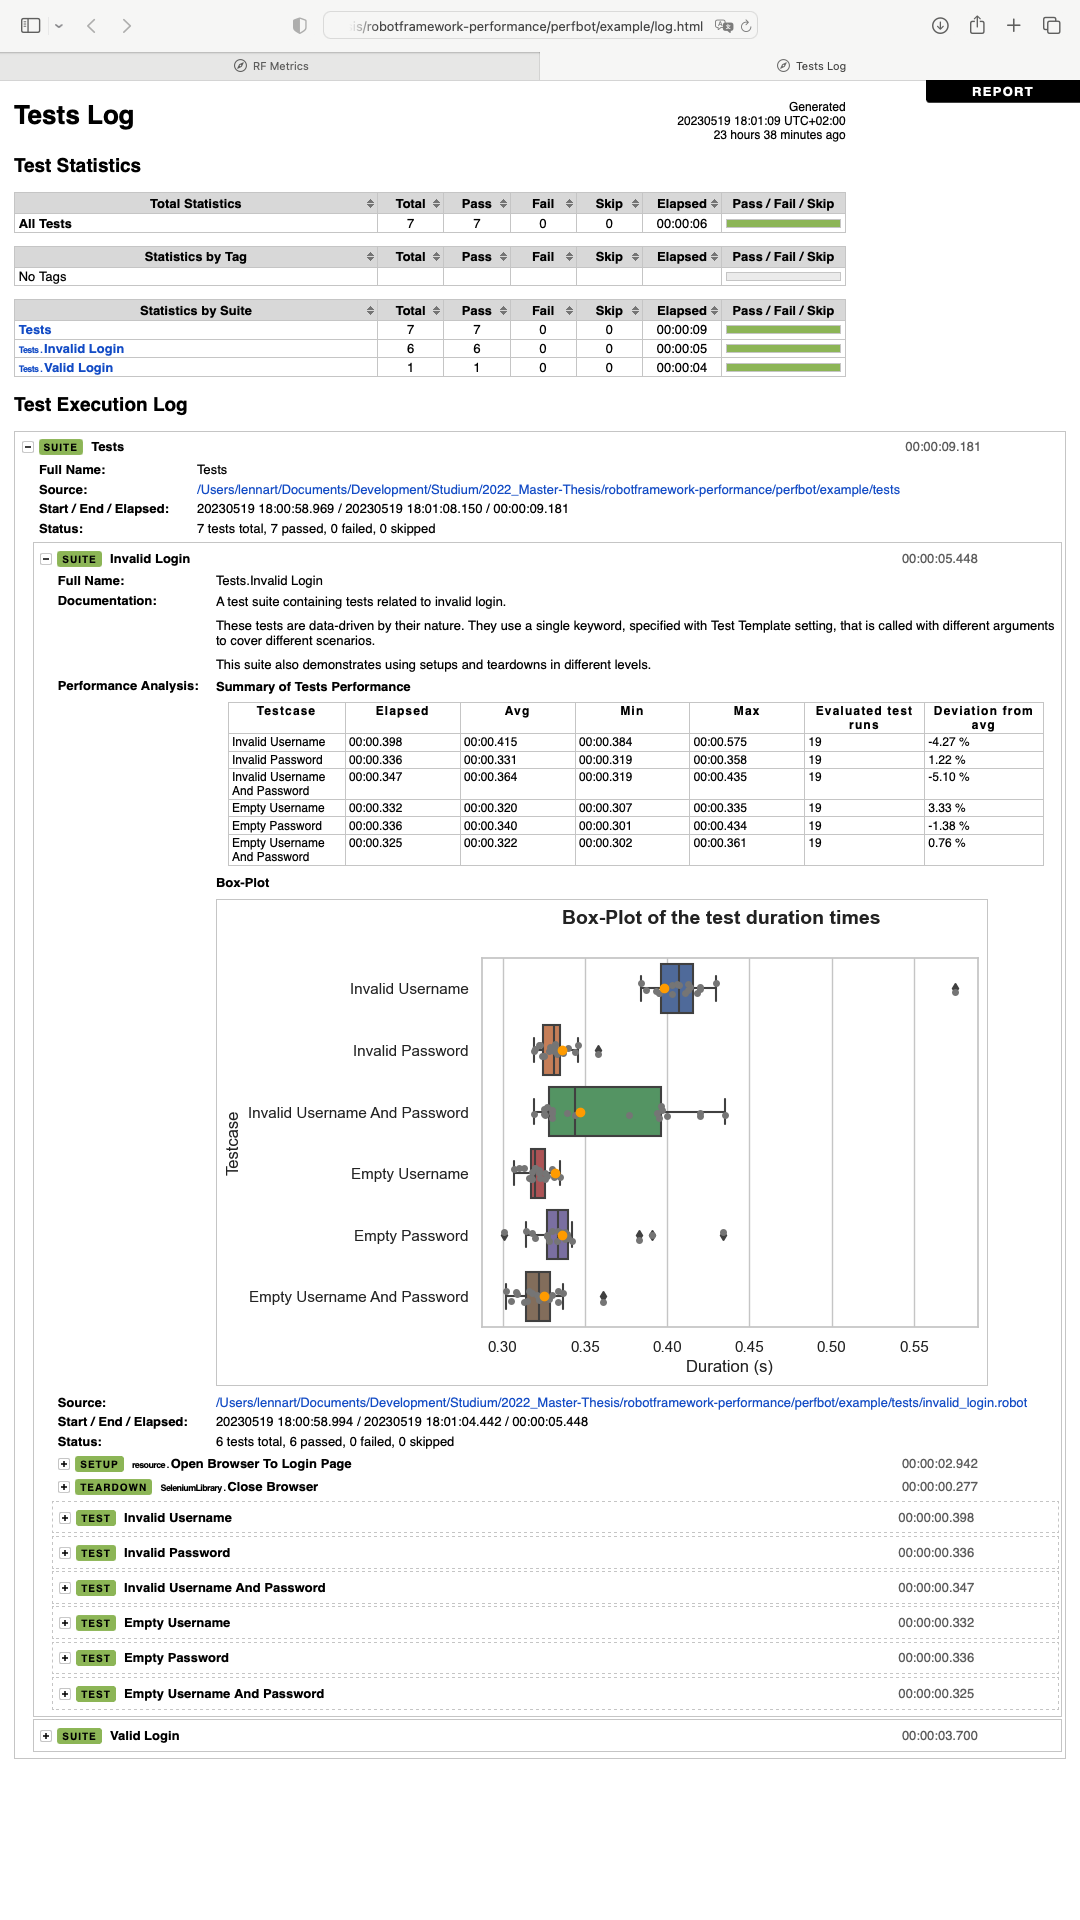 is/robotframework-performance/perfbot/example/log.html
RF Metrics
Tests Log
REPORT
Tests Log
Generated
20230519 18:01:09 UTC+02:00
23 hours 38 minutes ago
Test Statistics
Total Statistics Total Pass Fail Skip Elapsed Pass / Fail / Skip
All Tests 7 7 0 0 00:00:06
Statistics by Tag Total Pass Fail Skip Elapsed Pass / Fail / Skip
No Tags
Statistics by Suite Total Pass Fail Skip Elapsed Pass / Fail / Skip
Tests 7 7 0 0 00:00:09
Tests . Invalid Login 6 6 0 0 00:00:05
Tests . Valid Login 1 1 0 0 00:00:04
Test Execution Log
SUITE Tests 00:00:09.181
Full Name: Tests
Source: /Users/lennart/Documents/Development/Studium/2022_Master-Thesis/robotframework-performance/perfbot/example/tests
Start / End / Elapsed: 20230519 18:00:58.969 / 20230519 18:01:08.150 / 00:00:09.181
Status: 7 tests total, 7 passed, 0 failed, 0 skipped
SUITE Invalid Login 00:00:05.448
Full Name: Tests.Invalid Login
Documentation: A test suite containing tests related to invalid login.
These tests are data-driven by their nature. They use a single keyword, specified with Test Template setting, that is called with different arguments
to cover different scenarios.
This suite also demonstrates using setups and teardowns in different levels.
Performance Analysis: Summary of Tests Performance
Testcase Elapsed Avg Min Max Evaluated test runs Deviation from avg
Invalid Username 00:00.398 00:00.415 00:00.384 00:00.575 19 -4.27 %
Invalid Password 00:00.336 00:00.331 00:00.319 00:00.358 19 1.22 %
Invalid Username And Password 00:00.347 00:00.364 00:00.319 00:00.435 19 -5.10 %
Empty Username 00:00.332 00:00.320 00:00.307 00:00.335 19 3.33 %
Empty Password 00:00.336 00:00.340 00:00.301 00:00.434 19 -1.38 %
Empty Username And Password 00:00.325 00:00.322 00:00.302 00:00.361 19 0.76 %
Box-Plot
Box-Plot of the test duration times
Invalid Username
Invalid Password
Invalid Username And Password
Empty Username
Empty Password
Empty Username And Password
Testcase
0.30 0.35 0.40 0.45 0.50 0.55
Duration (s)
Source: /Users/lennart/Documents/Development/Studium/2022_Master-Thesis/robotframework-performance/perfbot/example/tests/invalid_login.robot
Start / End / Elapsed: 20230519 18:00:58.994 / 20230519 18:01:04.442 / 00:00:05.448
Status: 6 tests total, 6 passed, 0 failed, 0 skipped
SETUP resource . Open Browser To Login Page 00:00:02.942
TEARDOWN SeleniumLibrary . Close Browser 00:00:00.277
TEST Invalid Username 00:00:00.398
TEST Invalid Password 00:00:00.336
TEST Invalid Username And Password 00:00:00.347
TEST Empty Username 00:00:00.332
TEST Empty Password 00:00:00.336
TEST Empty Username And Password 00:00:00.325
SUITE Valid Login 00:00:03.700